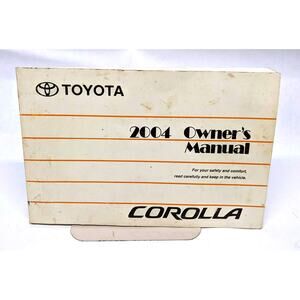 TOYOTA
2004 Owner's
Manual
For your safety and comfort,
read carefully and keep in the vehicle.
COROLLA